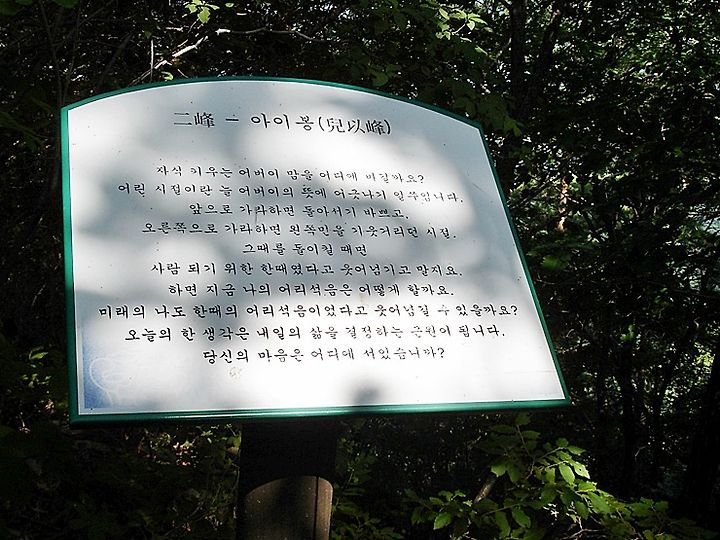 二峰 - 아이봉(兒以峰)
자식 키우는 어버이 맘을 어디에 비길까요?
어릴 시절이란 늘 어버이의 뜻에 어긋나기 일쑤입니다.
앞으로 가라하면 돌아서기 바쁘고,
오른쪽으로 가라하면 왼쪽만을 기웃거리던 시절.
그때를 돌이킬 때면
사람 되기 위한 한때였다고 웃어넘기고 말지요.
하면 지금 나의 어리석음은 어떻게 할까요.
미래의 나도 한때의 어리석음이었다고 웃어넘길 수 있을까요?
오늘의 한 생각은 내일의 삶을 결정하는 근원이 됩니다.
당신의 마음은 어디에 서있습니까?